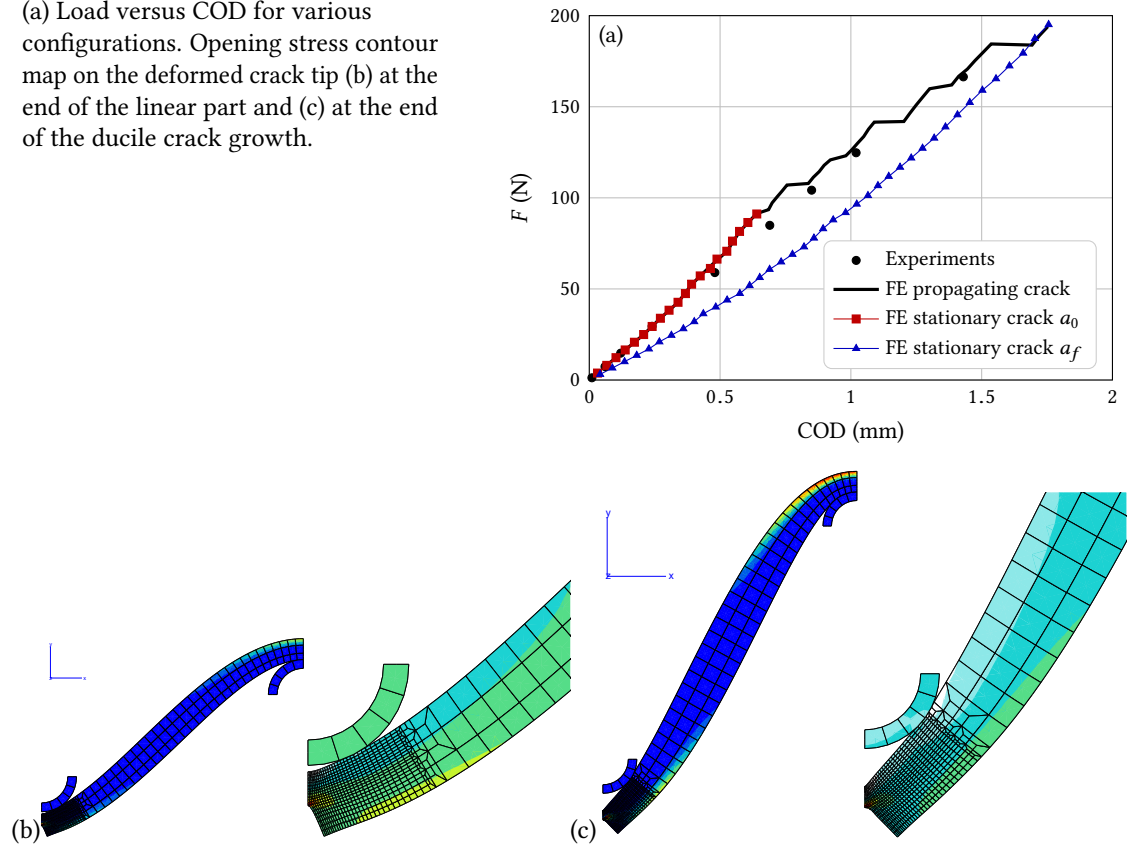 (a) Load versus COD for various
configurations. Opening stress contour
map on the deformed crack tip (b) at the
end of the linear part and (c) at the end
of the ducile crack growth.
(a)
200
150
100
50
0
F (N)
Experiments
FE propagating crack
FE stationary crack a0
FE stationary crack af
0 0.5 1 1.5 2
COD (mm)
y
z x
x
(b)
(c)